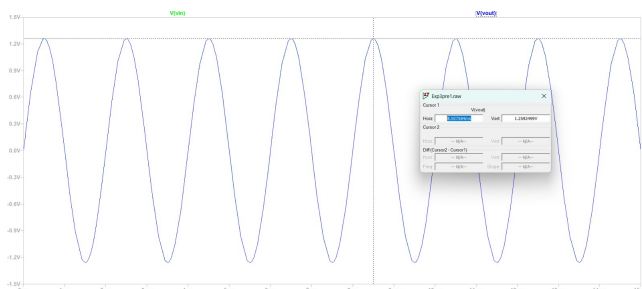 V(vin) V(vout)
1.5V
1.2V
0.9V
0.6V
0.3V
0.0V
-0.3V
-0.6V
-0.9V
-1.2V
-1.5V
Exp3pre1.raw
Cursor 1
V(vout)
Horz: Vert:
Cursor 2
Horz: -- N/A-- Vert: -- N/A--
Diff (Cursor2 - Cursor1)
Horz: -- N/A-- Vert: -- N/A--
Freq: -- N/A-- Slope: -- N/A--